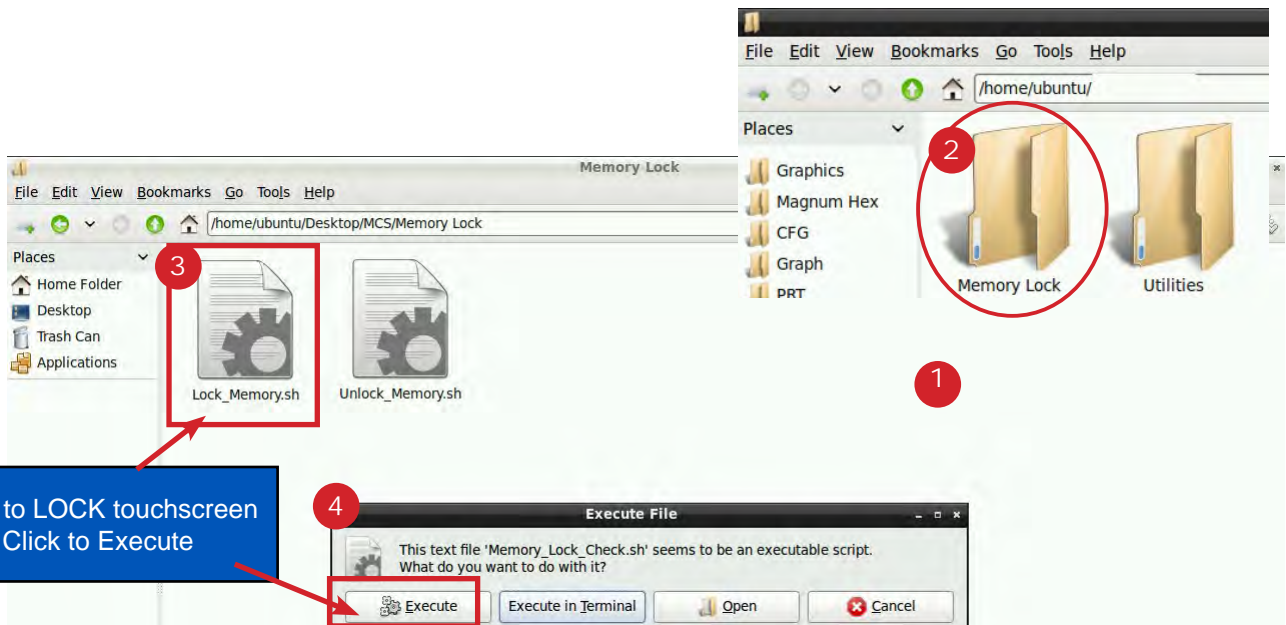 File Edit View Bookmarks Go Tools Help
/home/ubuntu/
Places
Graphics
Magnum Hex
CFG
Graph
PRT
2
Memory Lock
Utilities
Memory Lock
File Edit View Bookmarks Go Tools Help
/home/ubuntu/Desktop/MCS/Memory Lock
Places
Home Folder
Desktop
Trash Can
Applications
3
Lock_Memory.sh
Unlock_Memory.sh
1
to LOCK touchscreen
Click to Execute
4
Execute File
This text file 'Memory_Lock_Check.sh' seems to be an executable script.
What do you want to do with it?
Execute
Execute in Terminal
Open
Cancel